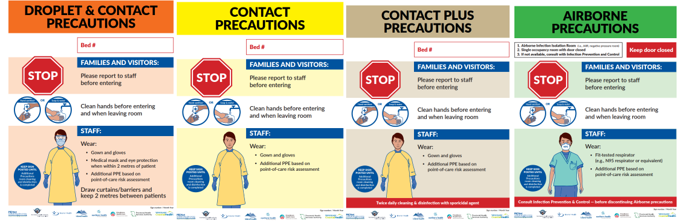 DROPLET & CONTACT
PRECAUTIONS
Bed #
FAMILIES AND VISITORS:
STOP
Please report to staff
before entering
Clean hands before entering
and when leaving room
STAFF:
Wear:
• Gown and gloves
• Medical mask and eye protection
when within 2 metres of patient
• Additional PPE based on
point-of-care risk assessment
Draw curtains/barriers and
keep 2 metres between patients
CONTACT
PRECAUTIONS
Bed #
FAMILIES AND VISITORS:
STOP
Please report to staff
before entering
Clean hands before entering
and when leaving room
STAFF:
Wear:
• Gown and gloves
• Additional PPE based on
point-of-care risk assessment
CONTACT PLUS
PRECAUTIONS
Bed #
FAMILIES AND VISITORS:
STOP
Please report to staff
before entering
Clean hands before entering
and when leaving room
STAFF:
Wear:
• Gown and gloves
• Additional PPE based on
point-of-care risk assessment
Twice daily cleaning & disinfection with sporicidal agent
AIRBORNE
PRECAUTIONS
1. Airborne Infection Isolation Room
2. Single occupancy room with door closed
3. If not available, consult with Infection Prevention and Control
Keep door closed
FAMILIES AND VISITORS:
STOP
Please report to staff
before entering
Clean hands before entering
and when leaving room
STAFF:
Wear:
• Fit-tested respirator
(e.g., N95 respirator or equivalent)
• Additional PPE based on
point-of-care risk assessment
Consult Infection Prevention & Control — before discontinuing Airborne precautions